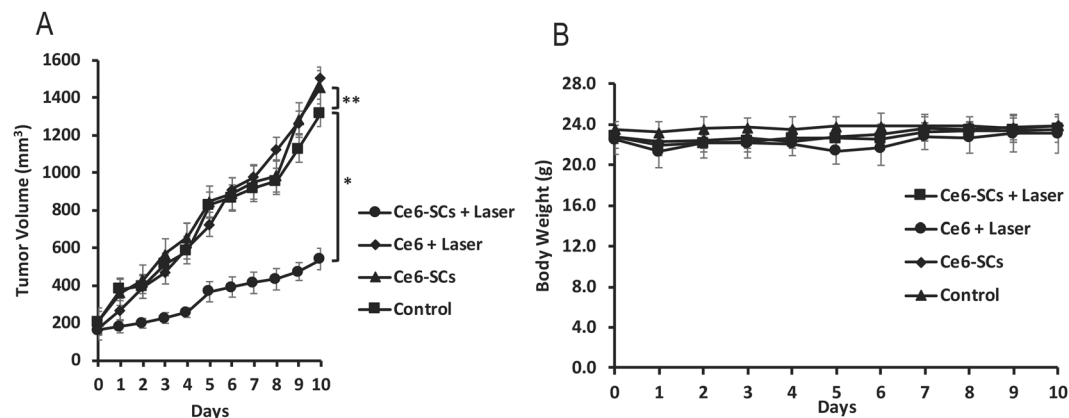 A
Tumor Volume (mm³)
1600
1400
1200
1000
800
600
400
200
0
0 1 2 3 4 5 6 7 8 9 10
Days
**
*
Ce6-SCs + Laser
Ce6 + Laser
Ce6-SCs
Control
B
Body Weight (g)
28.0
24.0
20.0
16.0
12.0
8.0
4.0
0.0
0 1 2 3 4 5 6 7 8 9 10
Days
Ce6-SCs + Laser
Ce6 + Laser
Ce6-SCs
Control